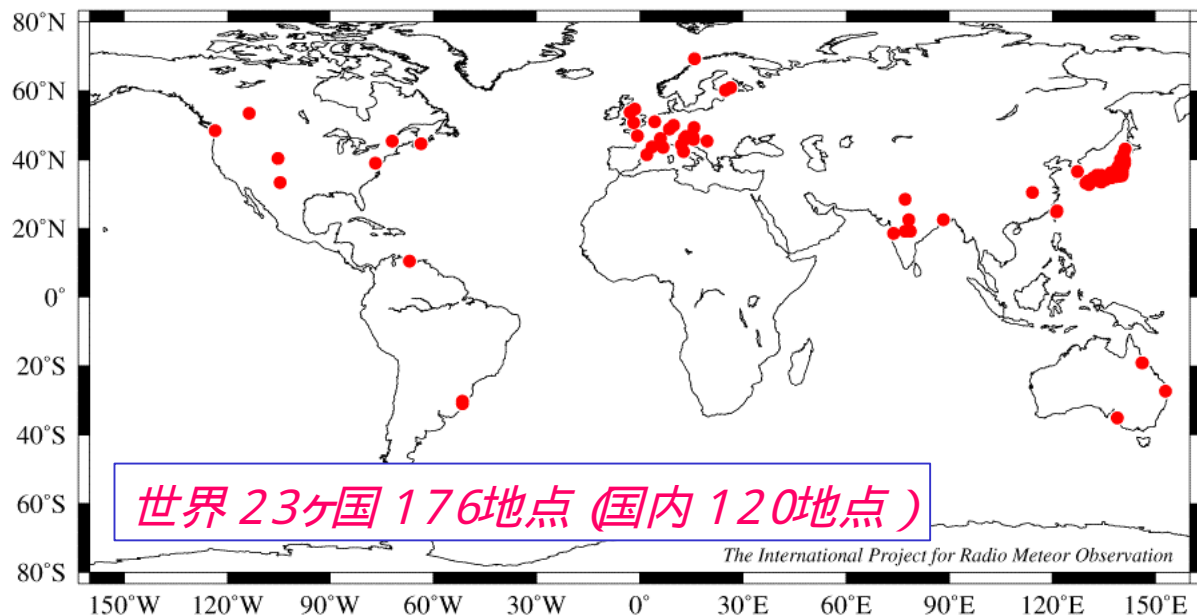 80°N
60°N
40°N
20°N
0°
20°S
40°S
60°S
80°S
世界 23ヶ国 176地点 (国内 120地点 )
The International Project for Radio Meteor Observation
150°W 120°W 90°W 60°W 30°W 0° 30°E 60°E 90°E 120°E 150°E